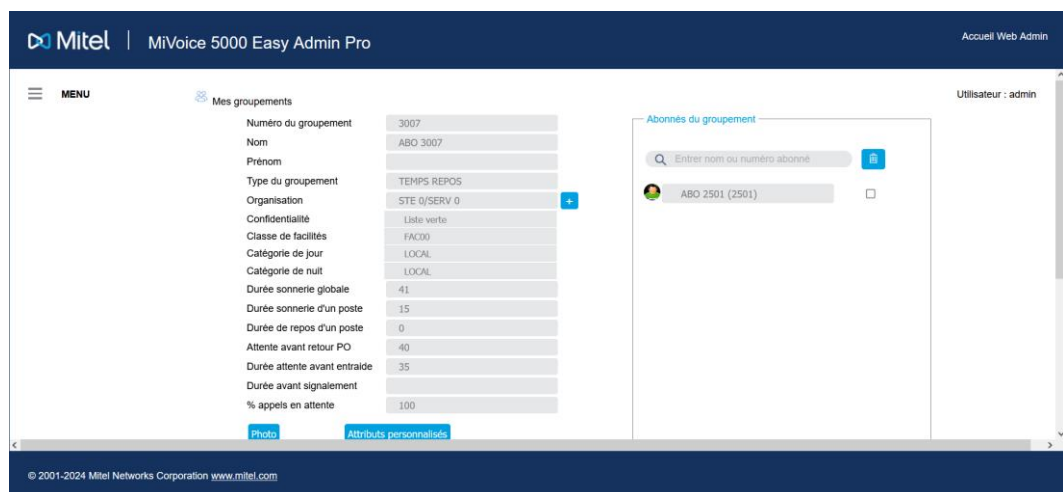 Mitel | MiVoice 5000 Easy Admin Pro
Accueil Web Admin
MENU
Utilisateur : admin
Mes groupements
Numéro du groupement 3007
Nom ABO 3007
Prénom
Type du groupement TEMPS REPOS
Organisation STE 0/SERV 0 +
Confidentialité Liste verte
Classe de facilités FAC00
Catégorie de jour LOCAL
Catégorie de nuit LOCAL
Durée sonnerie globale 41
Durée sonnerie d'un poste 15
Durée de repos d'un poste 0
Attente avant retour PO 40
Durée attente avant entraide 35
Durée avant signalement
% appels en attente 100
Photo Attributs personnalisés
Abonnés du groupement
Entrer nom ou numéro abonné
ABO 2501 (2501)
© 2001-2024 Mitel Networks Corporation www.mitel.com